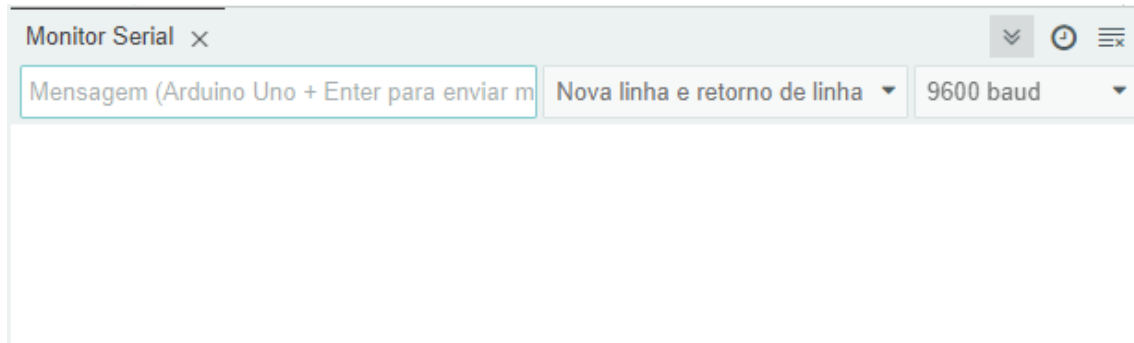 Monitor Serial
Mensagem (Arduino Uno + Enter para enviar m Nova linha e retorno de linha 9600 baud